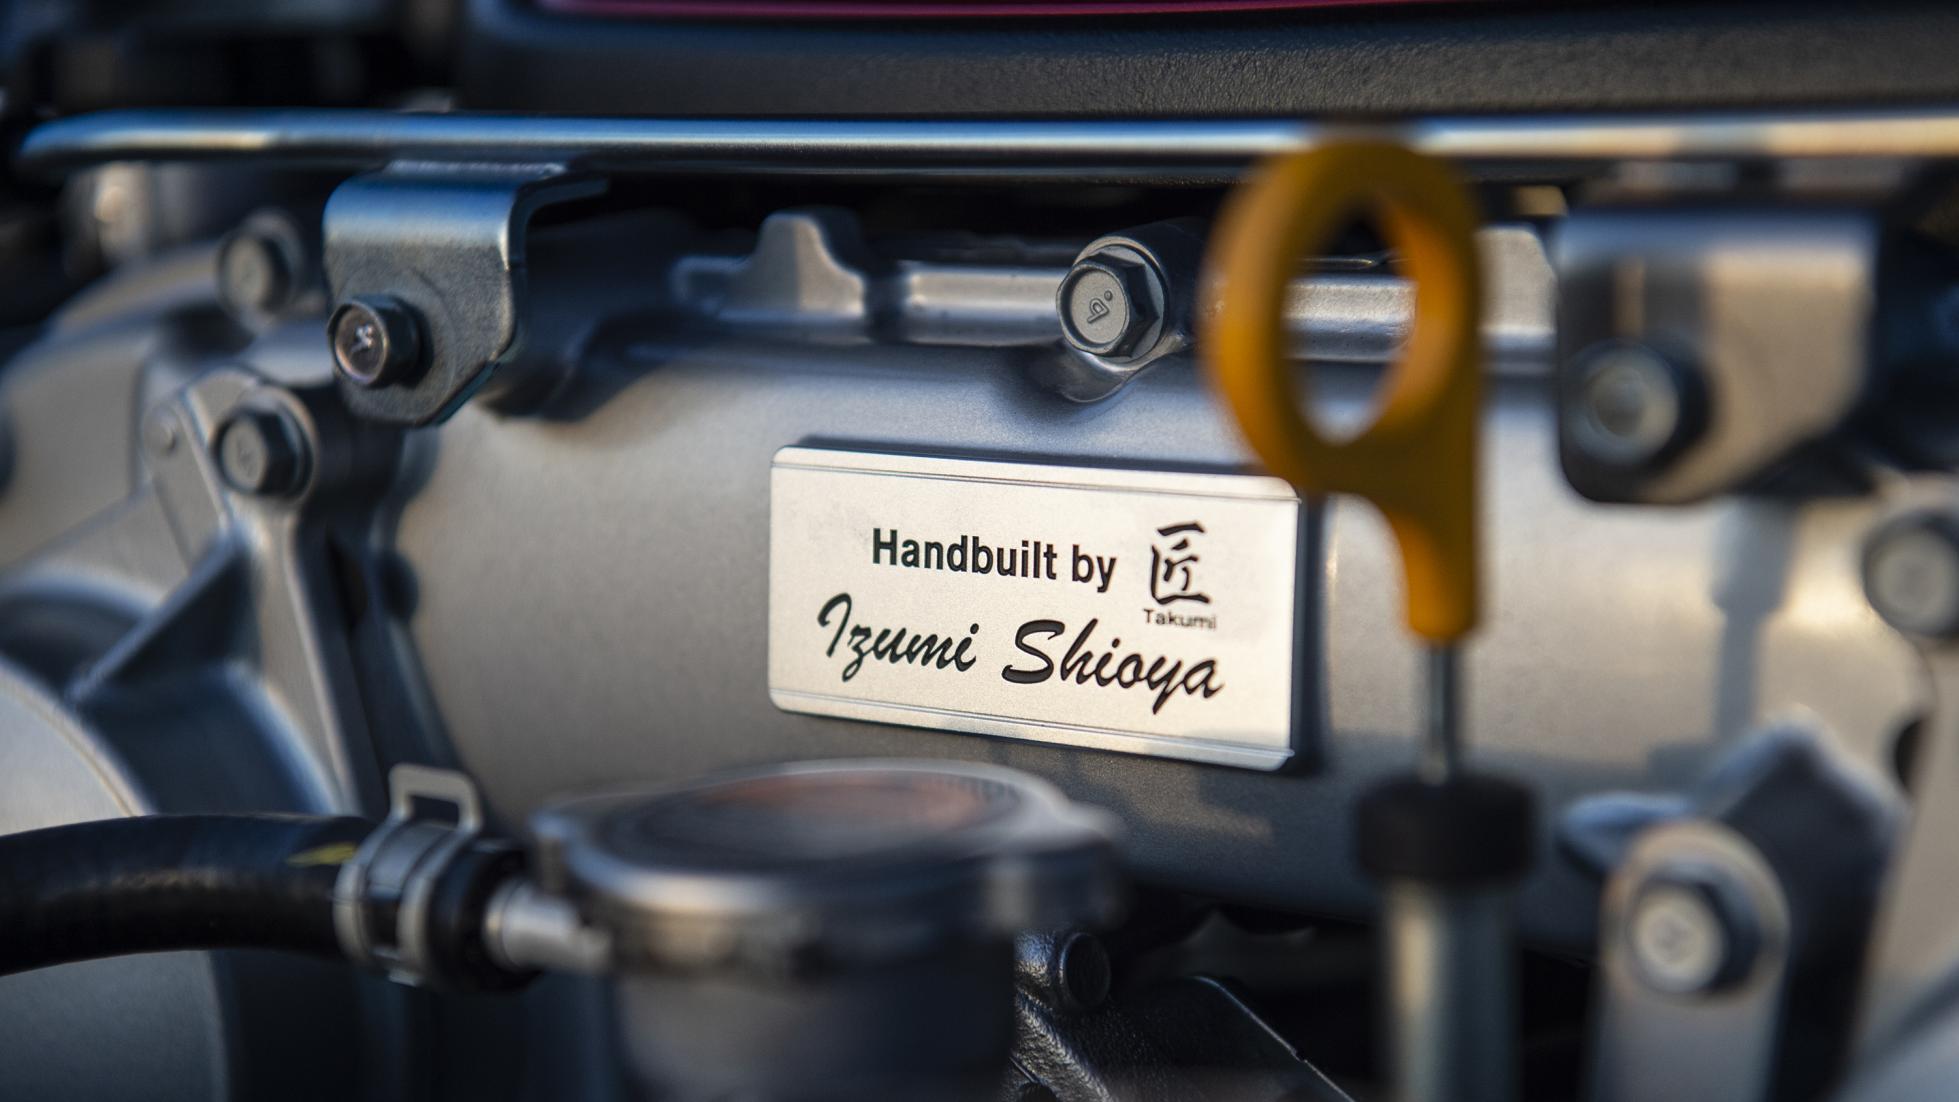 Handbuilt by 匠
Takumi
Izumi Shioya